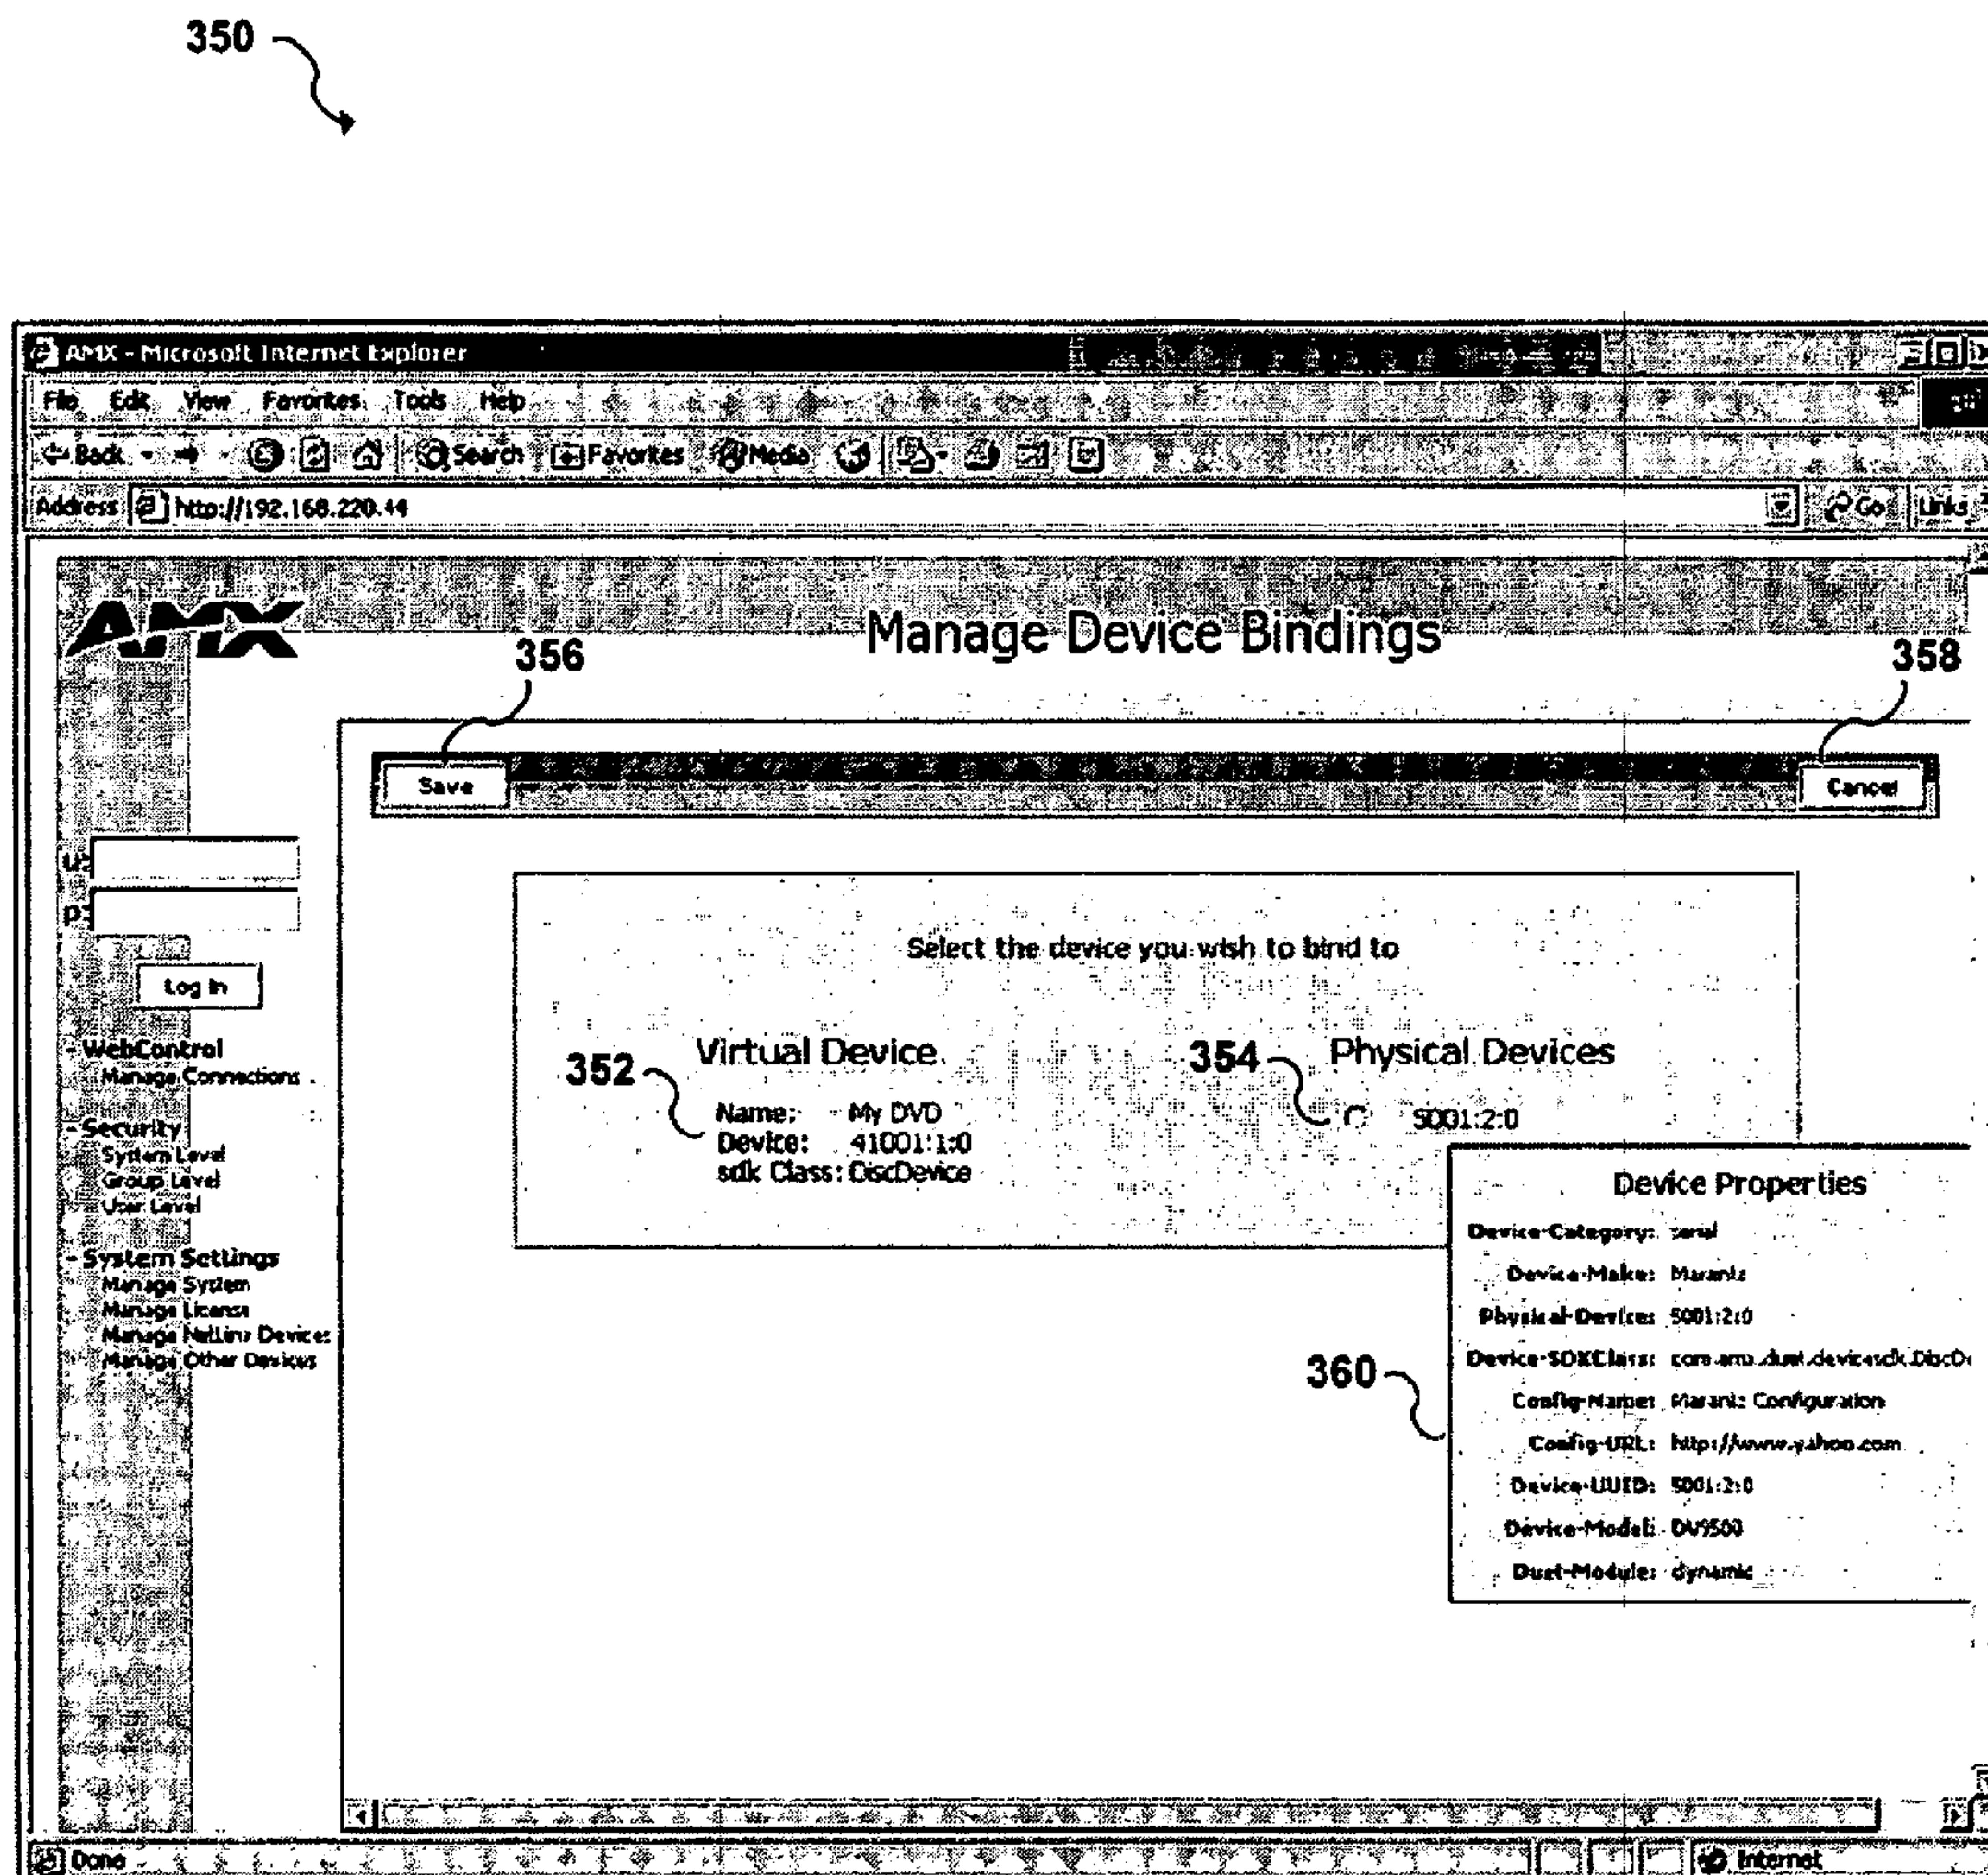 350
AMX - Microsoft Internet Explorer
File Edit View Favorites Tools Help
Back Search Favorites Media
Address http://192.168.220.44 Go Links
AMX
Manage Device Bindings
356
358
Save
Cancel
Log in
Select the device you wish to bind to
Virtual Device
354
Physical Devices
352
Name: My DVD
Device: 41001:1:0
sdk Class: DiscDevice
5001:2:0
- WebControl
Manage Connections
- Security
System Level
Group Level
User Level
- System Settings
Manage System
Manage License
Manage NetLinx Devices
Manage Other Devices
Device Properties
Device-Category: serial
Device-Make: Marantz
Physical-Device: 5001:2:0
Device-SDKClass: com.amx.duet.devicesdk.DiscD
360
Config-Name: Marantz Configuration
Config-URL: http://www.yahoo.com
Device-UUID: 5001:2:0
Device-Model: DV9500
Duet-Module: dynamic
Done
Internet